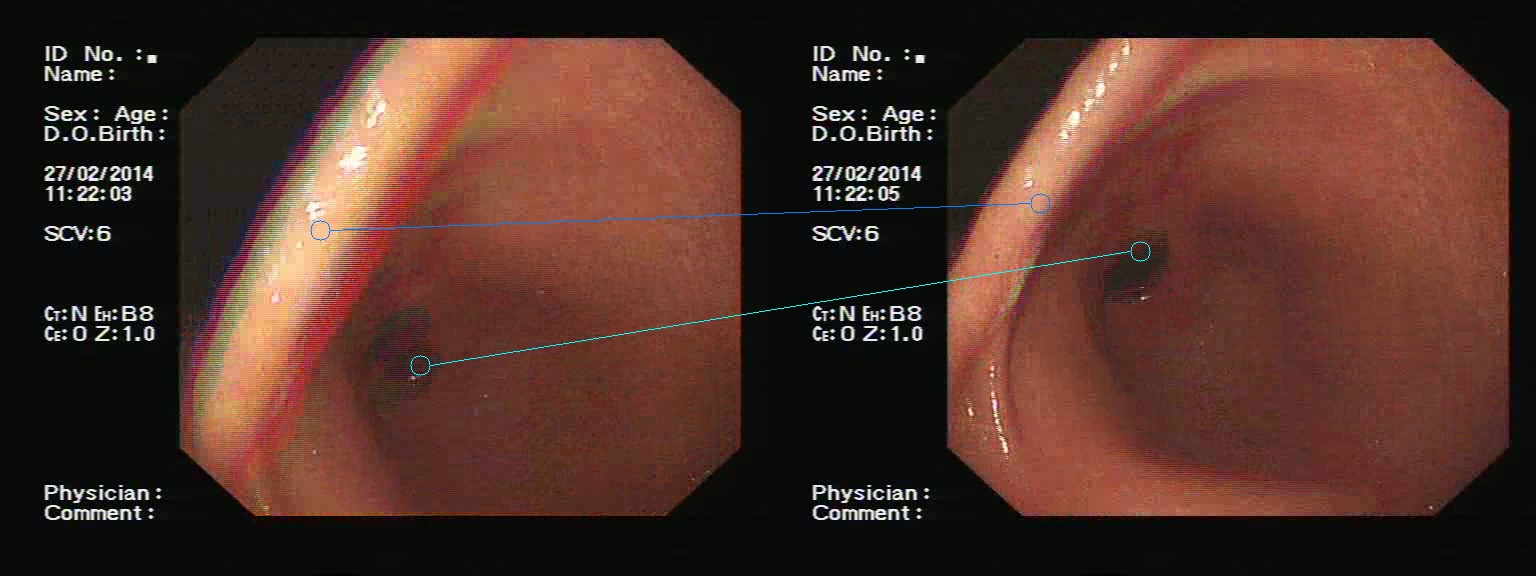 ID No. :
Name:
Sex: Age:
D.O.Birth:
27/02/2014
11:22:03
SCV:6
CT:N EH:B8
CE:0 Z:1.0
Physician:
Comment:
ID No. :
Name:
Sex: Age:
D.O.Birth:
27/02/2014
11:22:05
SCV:6
CT:N EH:B8
CE:0 Z:1.0
Physician:
Comment: